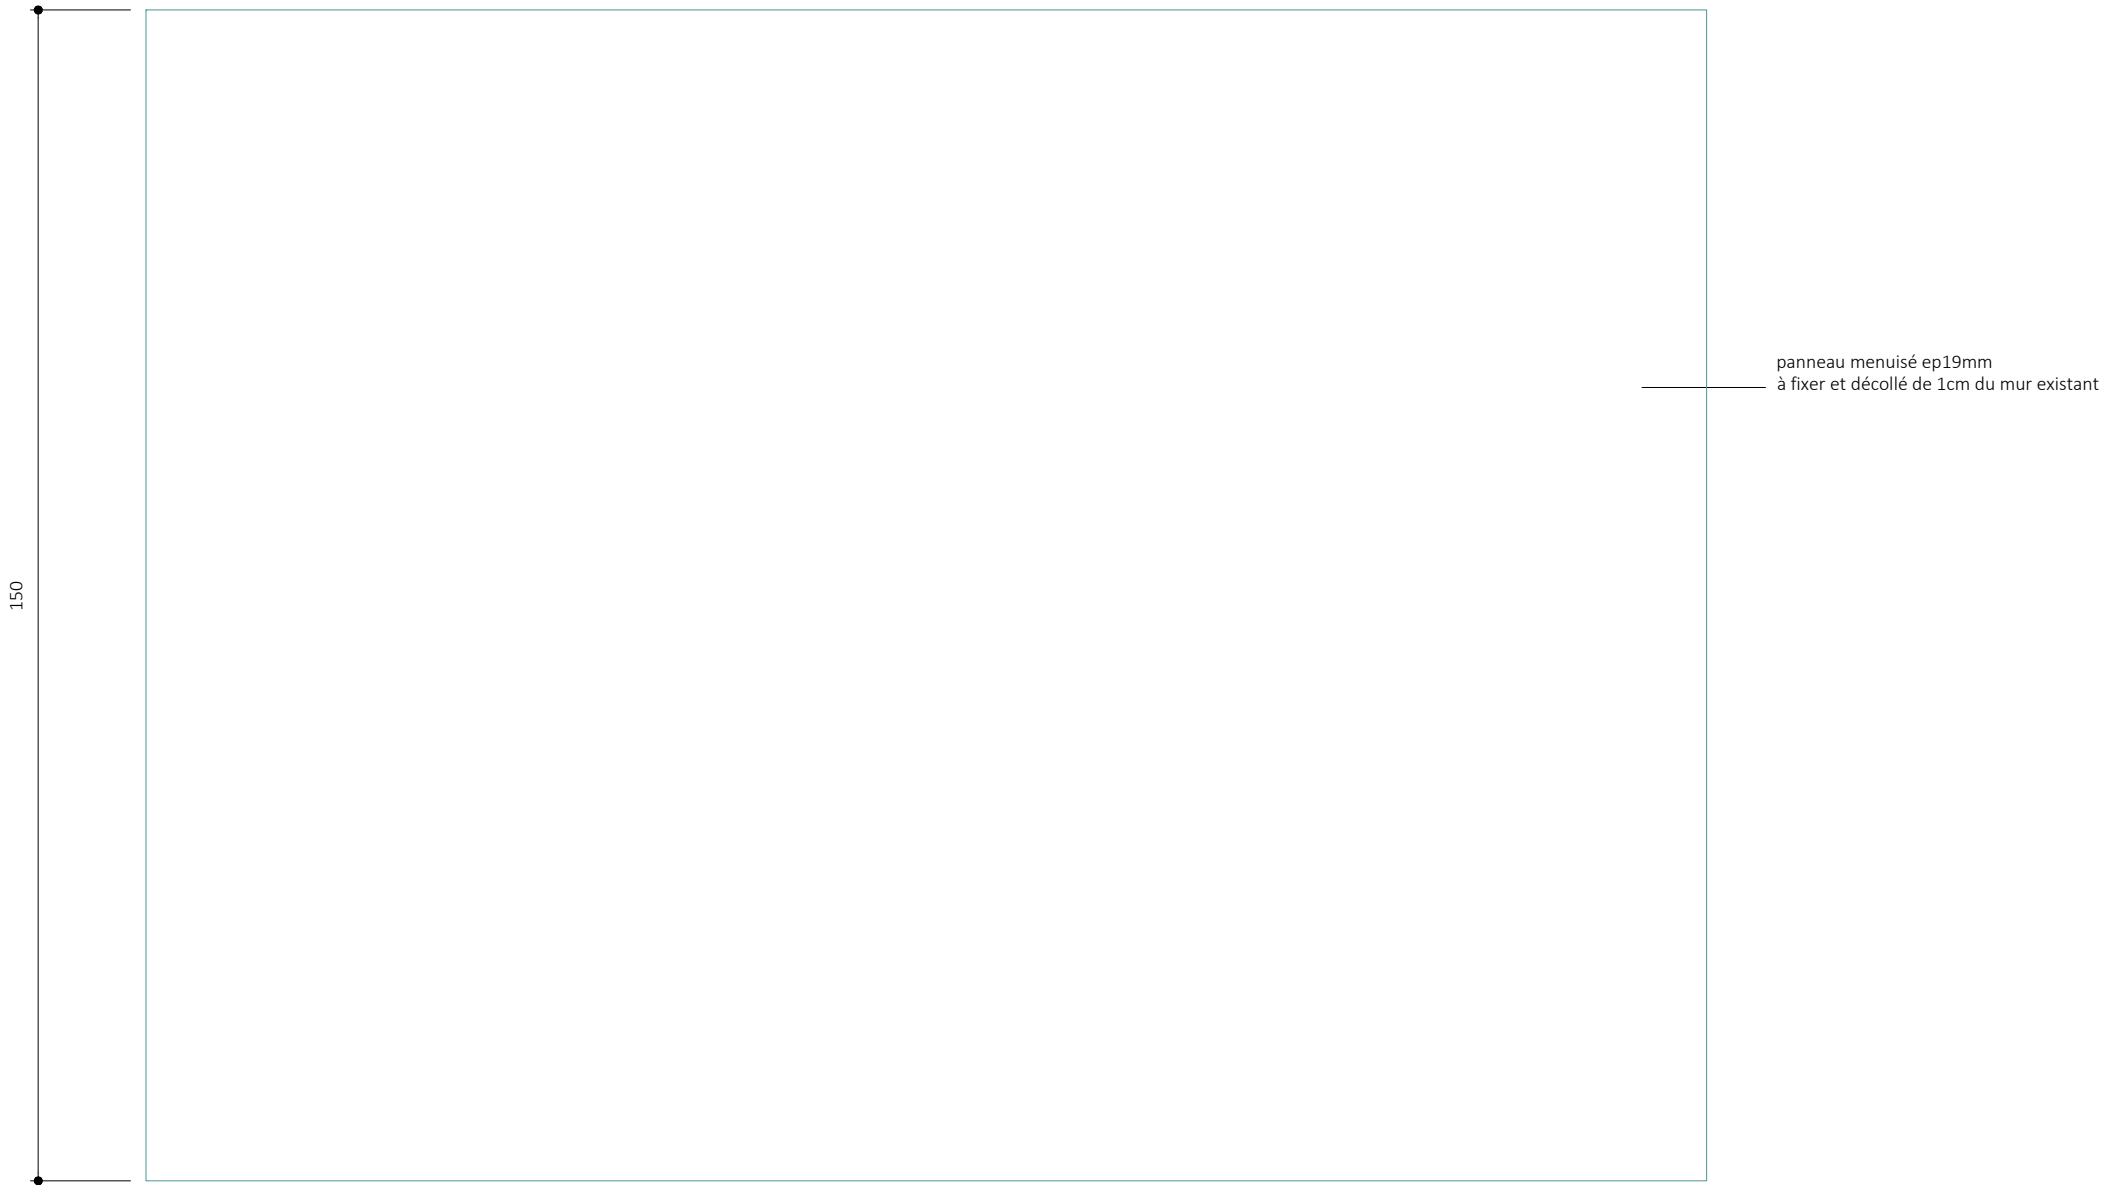 panneau menuisé ep19mm
à fixer et décollé de 1cm du mur existant
150